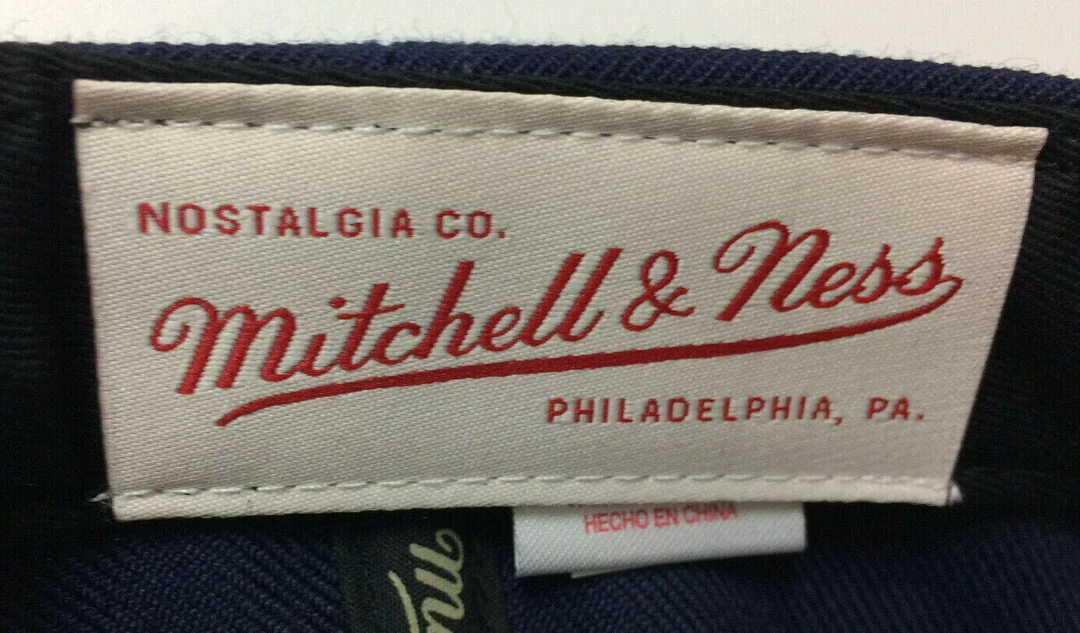 NOSTALGIA CO.
Mitchell & Ness
PHILADELPHIA, PA.
HECHO EN CHINA